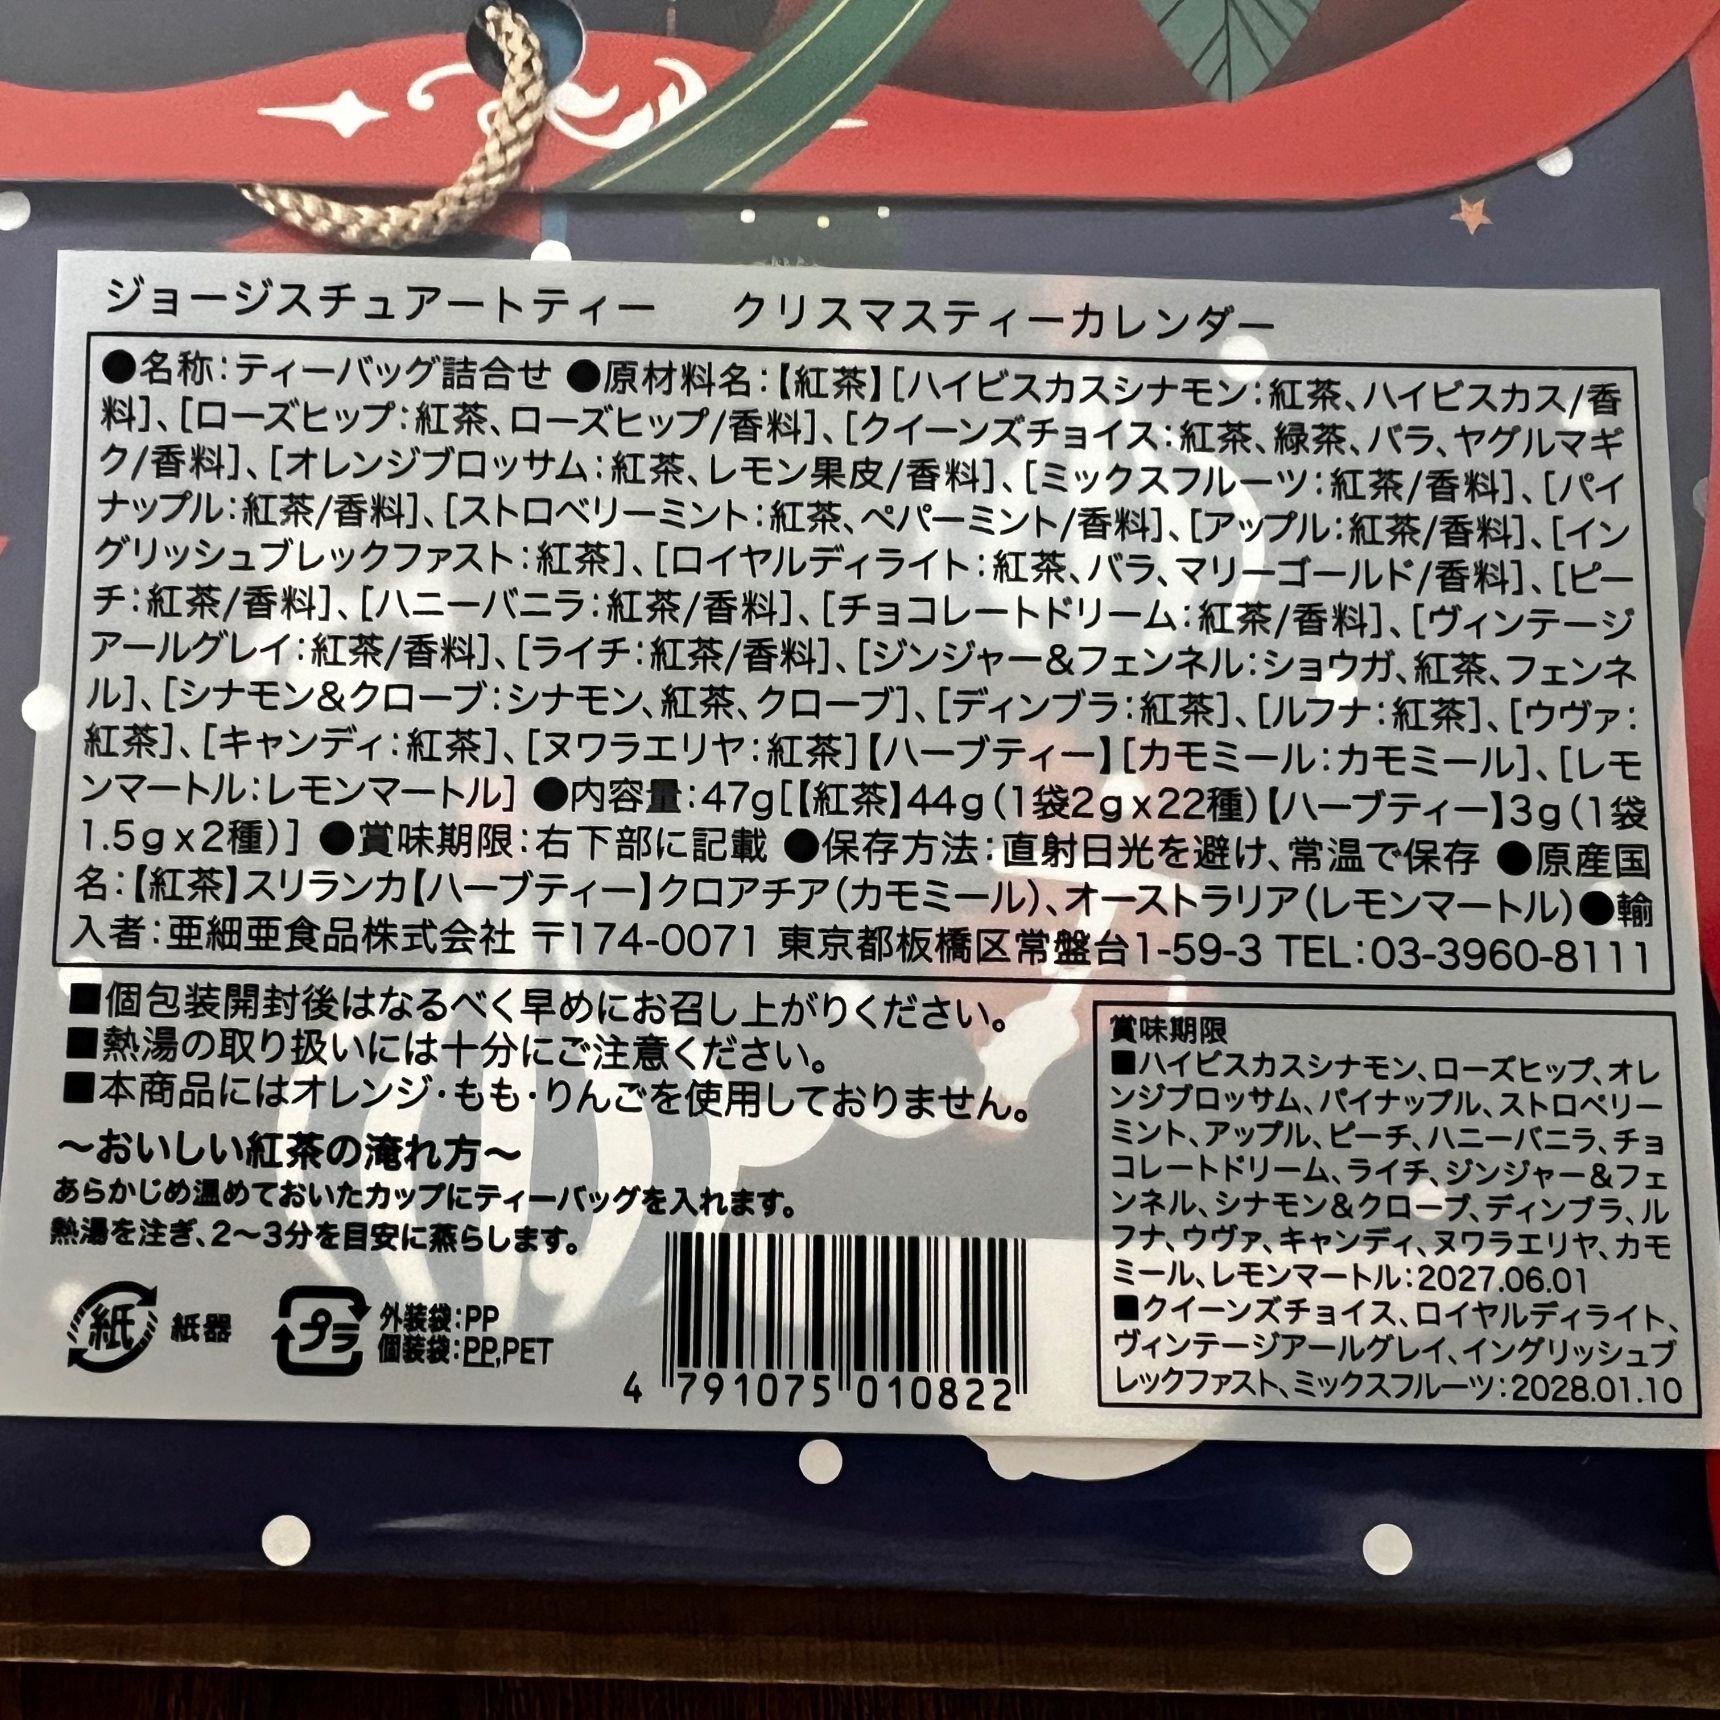 ジョージスチュアートティー　クリスマスティーカレンダー
●名称：ティーバッグ詰合せ ●原材料名：【紅茶】［ハイビスカスシナモン：紅茶、ハイビスカス/香
料］、［ローズヒップ：紅茶、ローズヒップ/香料］、［クイーンズチョイス：紅茶、緑茶、バラ、ヤグルマギ
ク/香料］、［オレンジブロッサム：紅茶、レモン果皮/香料］、［ミックスフルーツ：紅茶/香料］、［パイ
ナップル：紅茶/香料］、［ストロベリーミント：紅茶、ペパーミント/香料］、［アップル：紅茶/香料］、［イン
グリッシュブレックファスト：紅茶］、［ロイヤルディライト：紅茶、バラ、マリーゴールド/香料］、［ピー
チ：紅茶/香料］、［ハニーバニラ：紅茶/香料］、［チョコレートドリーム：紅茶/香料］、［ヴィンテージ
アールグレイ：紅茶/香料］、［ライチ：紅茶/香料］、［ジンジャー&フェンネル：ショウガ、紅茶、フェンネ
ル］、［シナモン&クローブ：シナモン、紅茶、クローブ］、［ディンブラ：紅茶］、［ルフナ：紅茶］、［ウヴァ：
紅茶］、［キャンディ：紅茶］、［ヌワラエリヤ：紅茶］【ハーブティー】［カモミール：カモミール］、［レモ
ンマートル：レモンマートル］ ●内容量：47g［【紅茶】44g（1袋2gx22種）【ハーブティー】3g（1袋
1.5gx2種）］ ●賞味期限：右下部に記載 ●保存方法：直射日光を避け、常温で保存 ●原産国
名：【紅茶】スリランカ【ハーブティー】クロアチア（カモミール）、オーストラリア（レモンマートル）●輸
入者：亜細亜食品株式会社 〒174-0071 東京都板橋区常盤台1-59-3 TEL：03-3960-8111
■個包装開封後はなるべく早めにお召し上がりください。
■熱湯の取り扱いには十分にご注意ください。
■本商品にはオレンジ・もも・りんごを使用しておりません。
～おいしい紅茶の淹れ方～
あらかじめ温めておいたカップにティーバッグを入れます。
熱湯を注ぎ、2～3分を目安に蒸らします。
紙 紙器
プラ 外装袋：PP
個装袋：PP,PET
4 791075 010822
賞味期限
■ハイビスカスシナモン、ローズヒップ、オレ
ンジブロッサム、パイナップル、ストロベリー
ミント、アップル、ピーチ、ハニーバニラ、チョ
コレートドリーム、ライチ、ジンジャー&フェ
ンネル、シナモン&クローブ、ディンブラ、ル
フナ、ウヴァ、キャンディ、ヌワラエリヤ、カモ
ミール、レモンマートル：2027.06.01
■クイーンズチョイス、ロイヤルディライト、
ヴィンテージアールグレイ、イングリッシュブ
レックファスト、ミックスフルーツ：2028.01.10